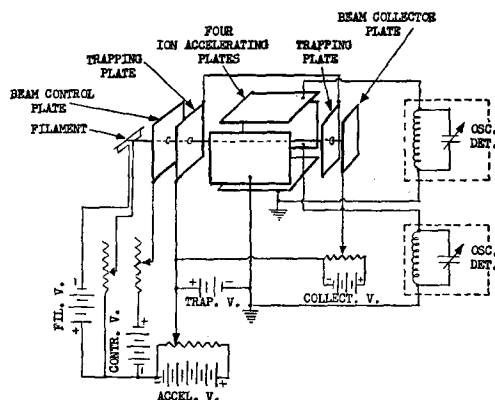 FOUR
ION ACCELERATING
PLATES
BEAM COLLECTOR
PLATE
TRAPPING
PLATE
TRAPPING
PLATE
BEAM CONTROL
PLATE
FILAMENT
OSC.
DET.
OSC.
DET.
FIL. V.
CONTR. V.
TRAP. V.
COLLECT. V.
ACCEL. V.